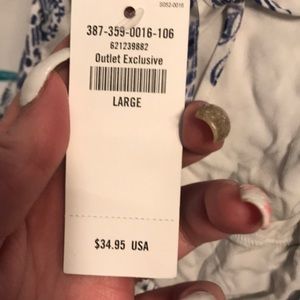 S052-0016
387-359-0016-106
621239882
Outlet Exclusive
LARGE
$34.95 USA